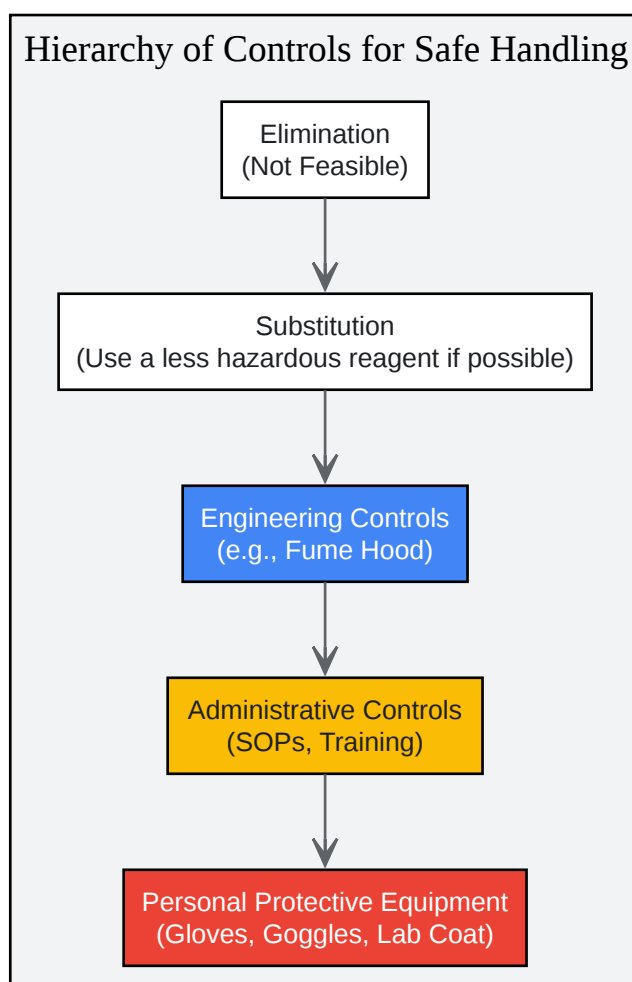 Hierarchy of Controls for Safe Handling
Elimination
(Not Feasible)
Substitution
(Use a less hazardous reagent if possible)
Engineering Controls
(e.g., Fume Hood)
Administrative Controls
(SOPs, Training)
Personal Protective Equipment
(Gloves, Goggles, Lab Coat)